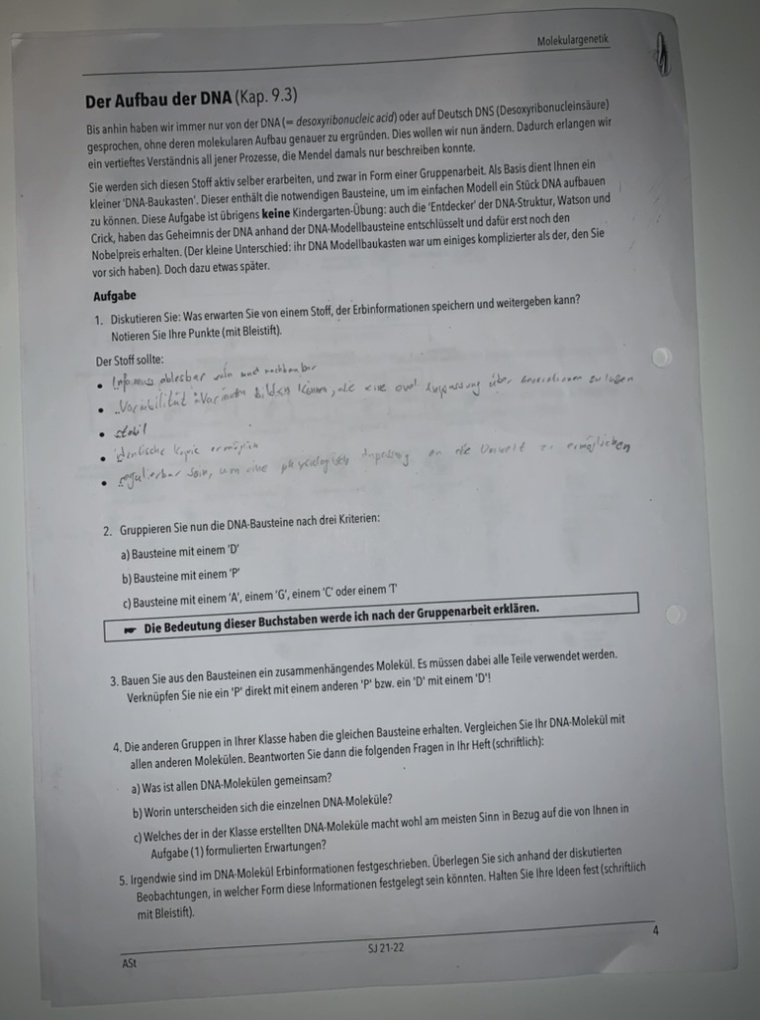 Molekulargenetik
Der Aufbau der DNA (Kap. 9.3)
Bis anhin haben wir immer nur von der DNA (= desoxyribonucleic acid) oder auf Deutsch DNS (Desoxyribonucleinsäure)
gesprochen, ohne deren molekularen Aufbau genauer zu ergründen. Dies wollen wir nun ändern. Dadurch erlangen wir
ein vertieftes Verständnis all jener Prozesse, die Mendel damals nur beschreiben konnte.
Sie werden sich diesen Stoff aktiv selber erarbeiten, und zwar in Form einer Gruppenarbeit. Als Basis dient Ihnen ein
kleiner 'DNA-Baukasten'. Dieser enthält die notwendigen Bausteine, um im einfachen Modell ein Stück DNA aufbauen
zu können. Diese Aufgabe ist übrigens keine Kindergarten-Übung: auch die 'Entdecker' der DNA-Struktur, Watson und
Crick, haben das Geheimnis der DNA anhand der DNA-Modellbausteine entschlüsselt und dafür erst noch den
Nobelpreis erhalten. (Der kleine Unterschied: ihr DNA Modellbaukasten war um einiges komplizierter als der, den Sie
vor sich haben). Doch dazu etwas später.
Aufgabe
1. Diskutieren Sie: Was erwarten Sie von einem Stoff, der Erbinformationen speichern und weitergeben kann?
Notieren Sie Ihre Punkte (mit Bleistift).
Der Stoff sollte:
• ablesbar sein und nachbaubar
• Variabilität bilden können, eine Anpassung über Generationen zu
• stabil
• identische Kopie
• regulierbar sein, um eine physiologische Anpassung an die Umwelt zu ermöglichen
2. Gruppieren Sie nun die DNA-Bausteine nach drei Kriterien:
a) Bausteine mit einem 'D'
b) Bausteine mit einem 'P'
c) Bausteine mit einem 'A', einem 'G', einem 'C' oder einem 'T'
☛ Die Bedeutung dieser Buchstaben werde ich nach der Gruppenarbeit erklären.
3. Bauen Sie aus den Bausteinen ein zusammenhängendes Molekül. Es müssen dabei alle Teile verwendet werden.
Verknüpfen Sie nie ein 'P' direkt mit einem anderen 'P' bzw. ein 'D' mit einem 'D'!
4. Die anderen Gruppen in Ihrer Klasse haben die gleichen Bausteine erhalten. Vergleichen Sie Ihr DNA-Molekül mit
allen anderen Molekülen. Beantworten Sie dann die folgenden Fragen in Ihr Heft (schriftlich):
a) Was ist allen DNA-Molekülen gemeinsam?
b) Worin unterscheiden sich die einzelnen DNA-Moleküle?
c) Welches der in der Klasse erstellten DNA-Moleküle macht wohl am meisten Sinn in Bezug auf die von Ihnen in
Aufgabe (1) formulierten Erwartungen?
5. Irgendwie sind im DNA-Molekül Erbinformationen festgeschrieben. Überlegen Sie sich anhand der diskutierten
Beobachtungen, in welcher Form diese Informationen festgelegt sein könnten. Halten Sie Ihre Ideen fest (schriftlich
mit Bleistift).
4
SJ 21-22
ASt